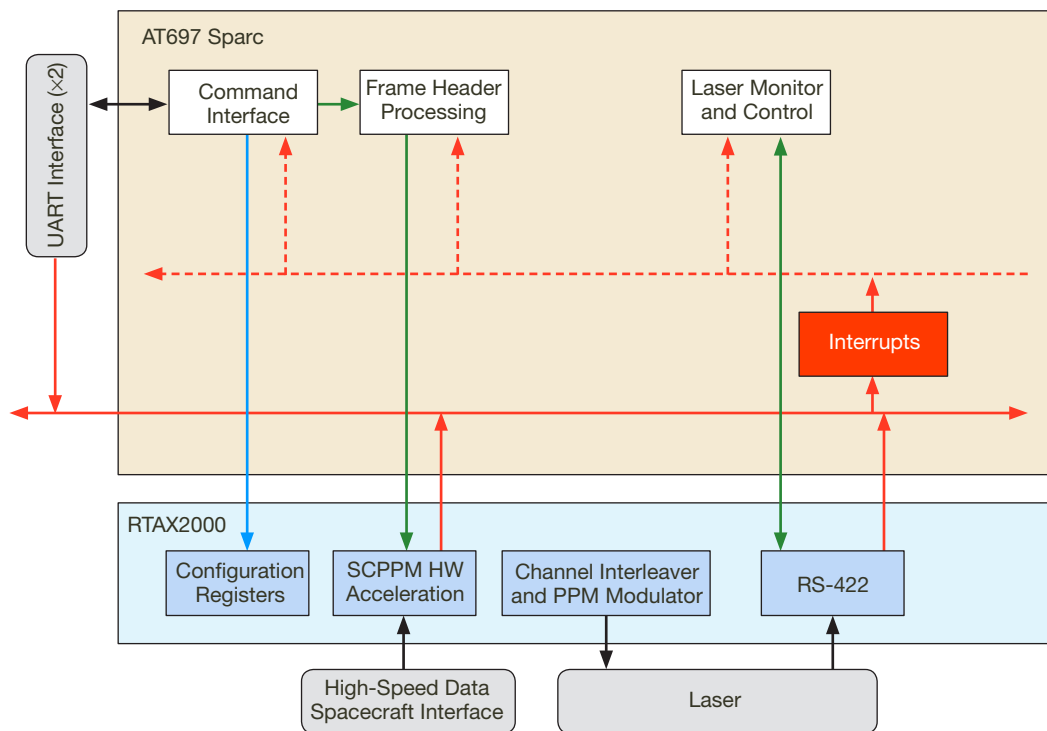 AT697 Sparc
UART Interface (×2)
Command
Interface
Frame Header
Processing
Laser Monitor
and Control
Interrupts
RTAX2000
Configuration
Registers
SCPPM HW
Acceleration
Channel Interleaver
and PPM Modulator
RS-422
High-Speed Data
Spacecraft Interface
Laser